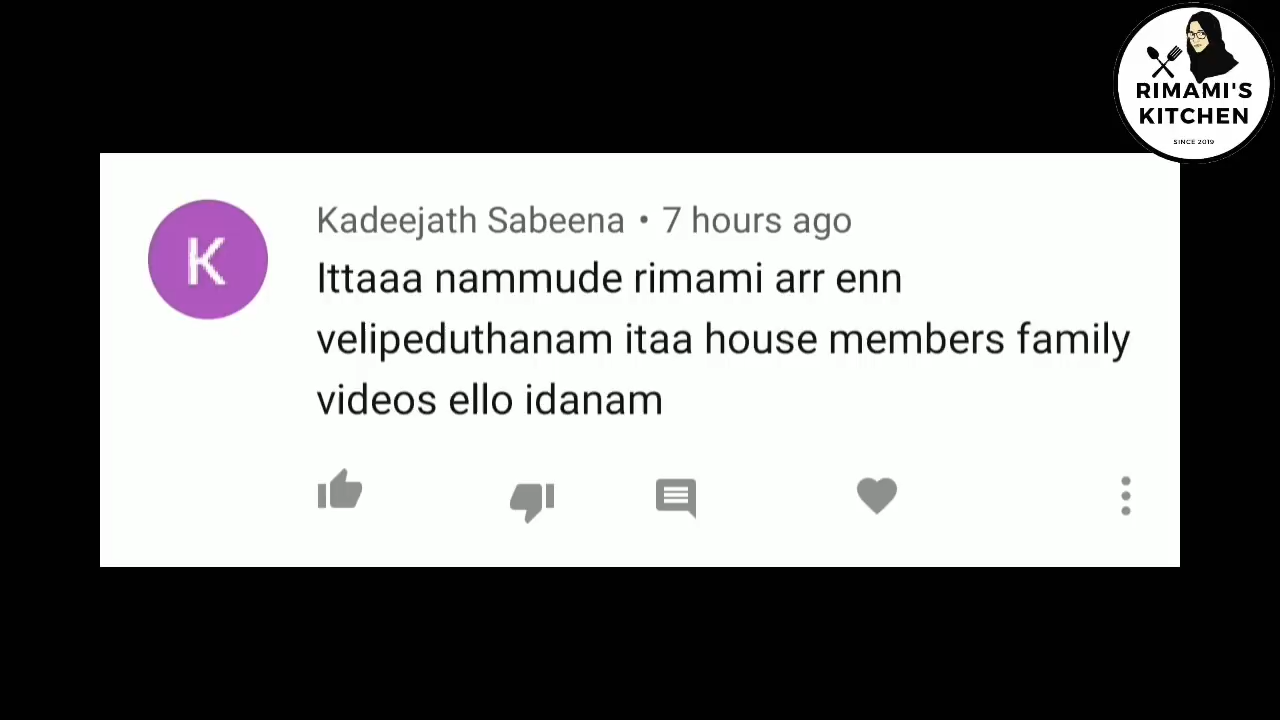 RIMAMI'S
KITCHEN
SINCE 2019
K
Kadeejath Sabeena • 7 hours ago
Ittaaa nammude rimami arr enn
velipeduthanam itaa house members family
videos ello idanam